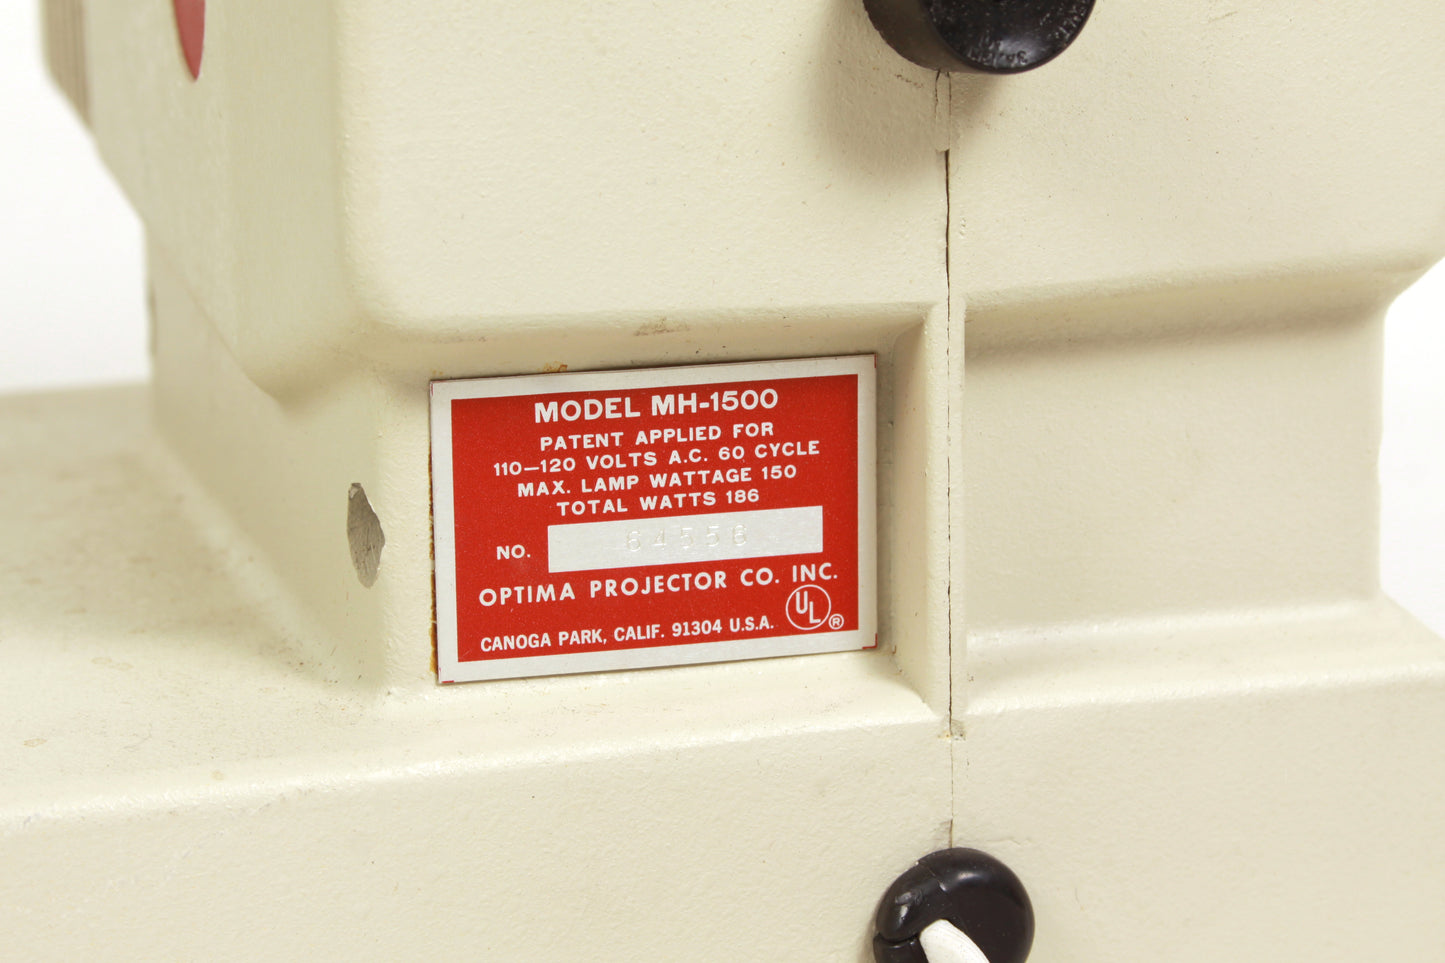 MODEL MH-1500
PATENT APPLIED FOR
110—120 VOLTS A.C. 60 CYCLE
MAX. LAMP WATTAGE 150
TOTAL WATTS 186
NO. 64556
OPTIMA PROJECTOR CO. INC.
UL ®
CANOGA PARK, CALIF. 91304 U.S.A.